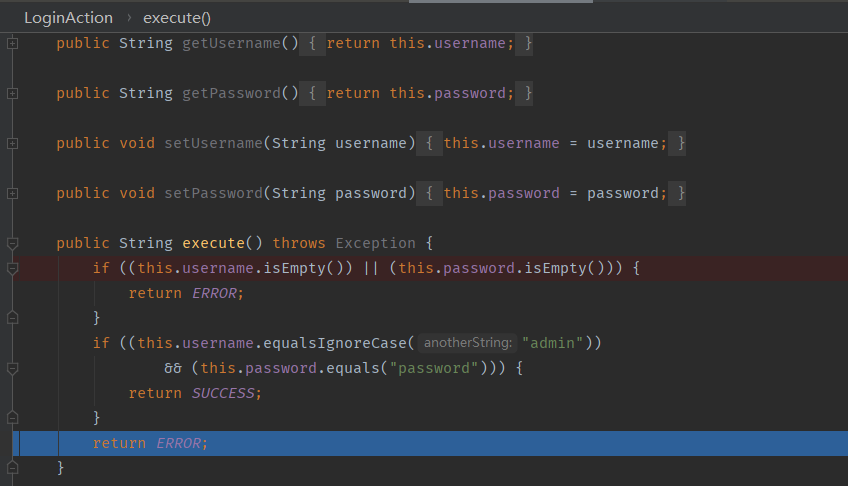 LoginAction › execute()
public String getUsername() { return this.username; }
public String getPassword() { return this.password; }
public void setUsername(String username) { this.username = username; }
public void setPassword(String password) { this.password = password; }
public String execute() throws Exception {
if ((this.username.isEmpty()) || (this.password.isEmpty())) {
return ERROR;
}
if ((this.username.equalsIgnoreCase( anotherString: "admin"))
&& (this.password.equals("password"))) {
return SUCCESS;
}
return ERROR;
}